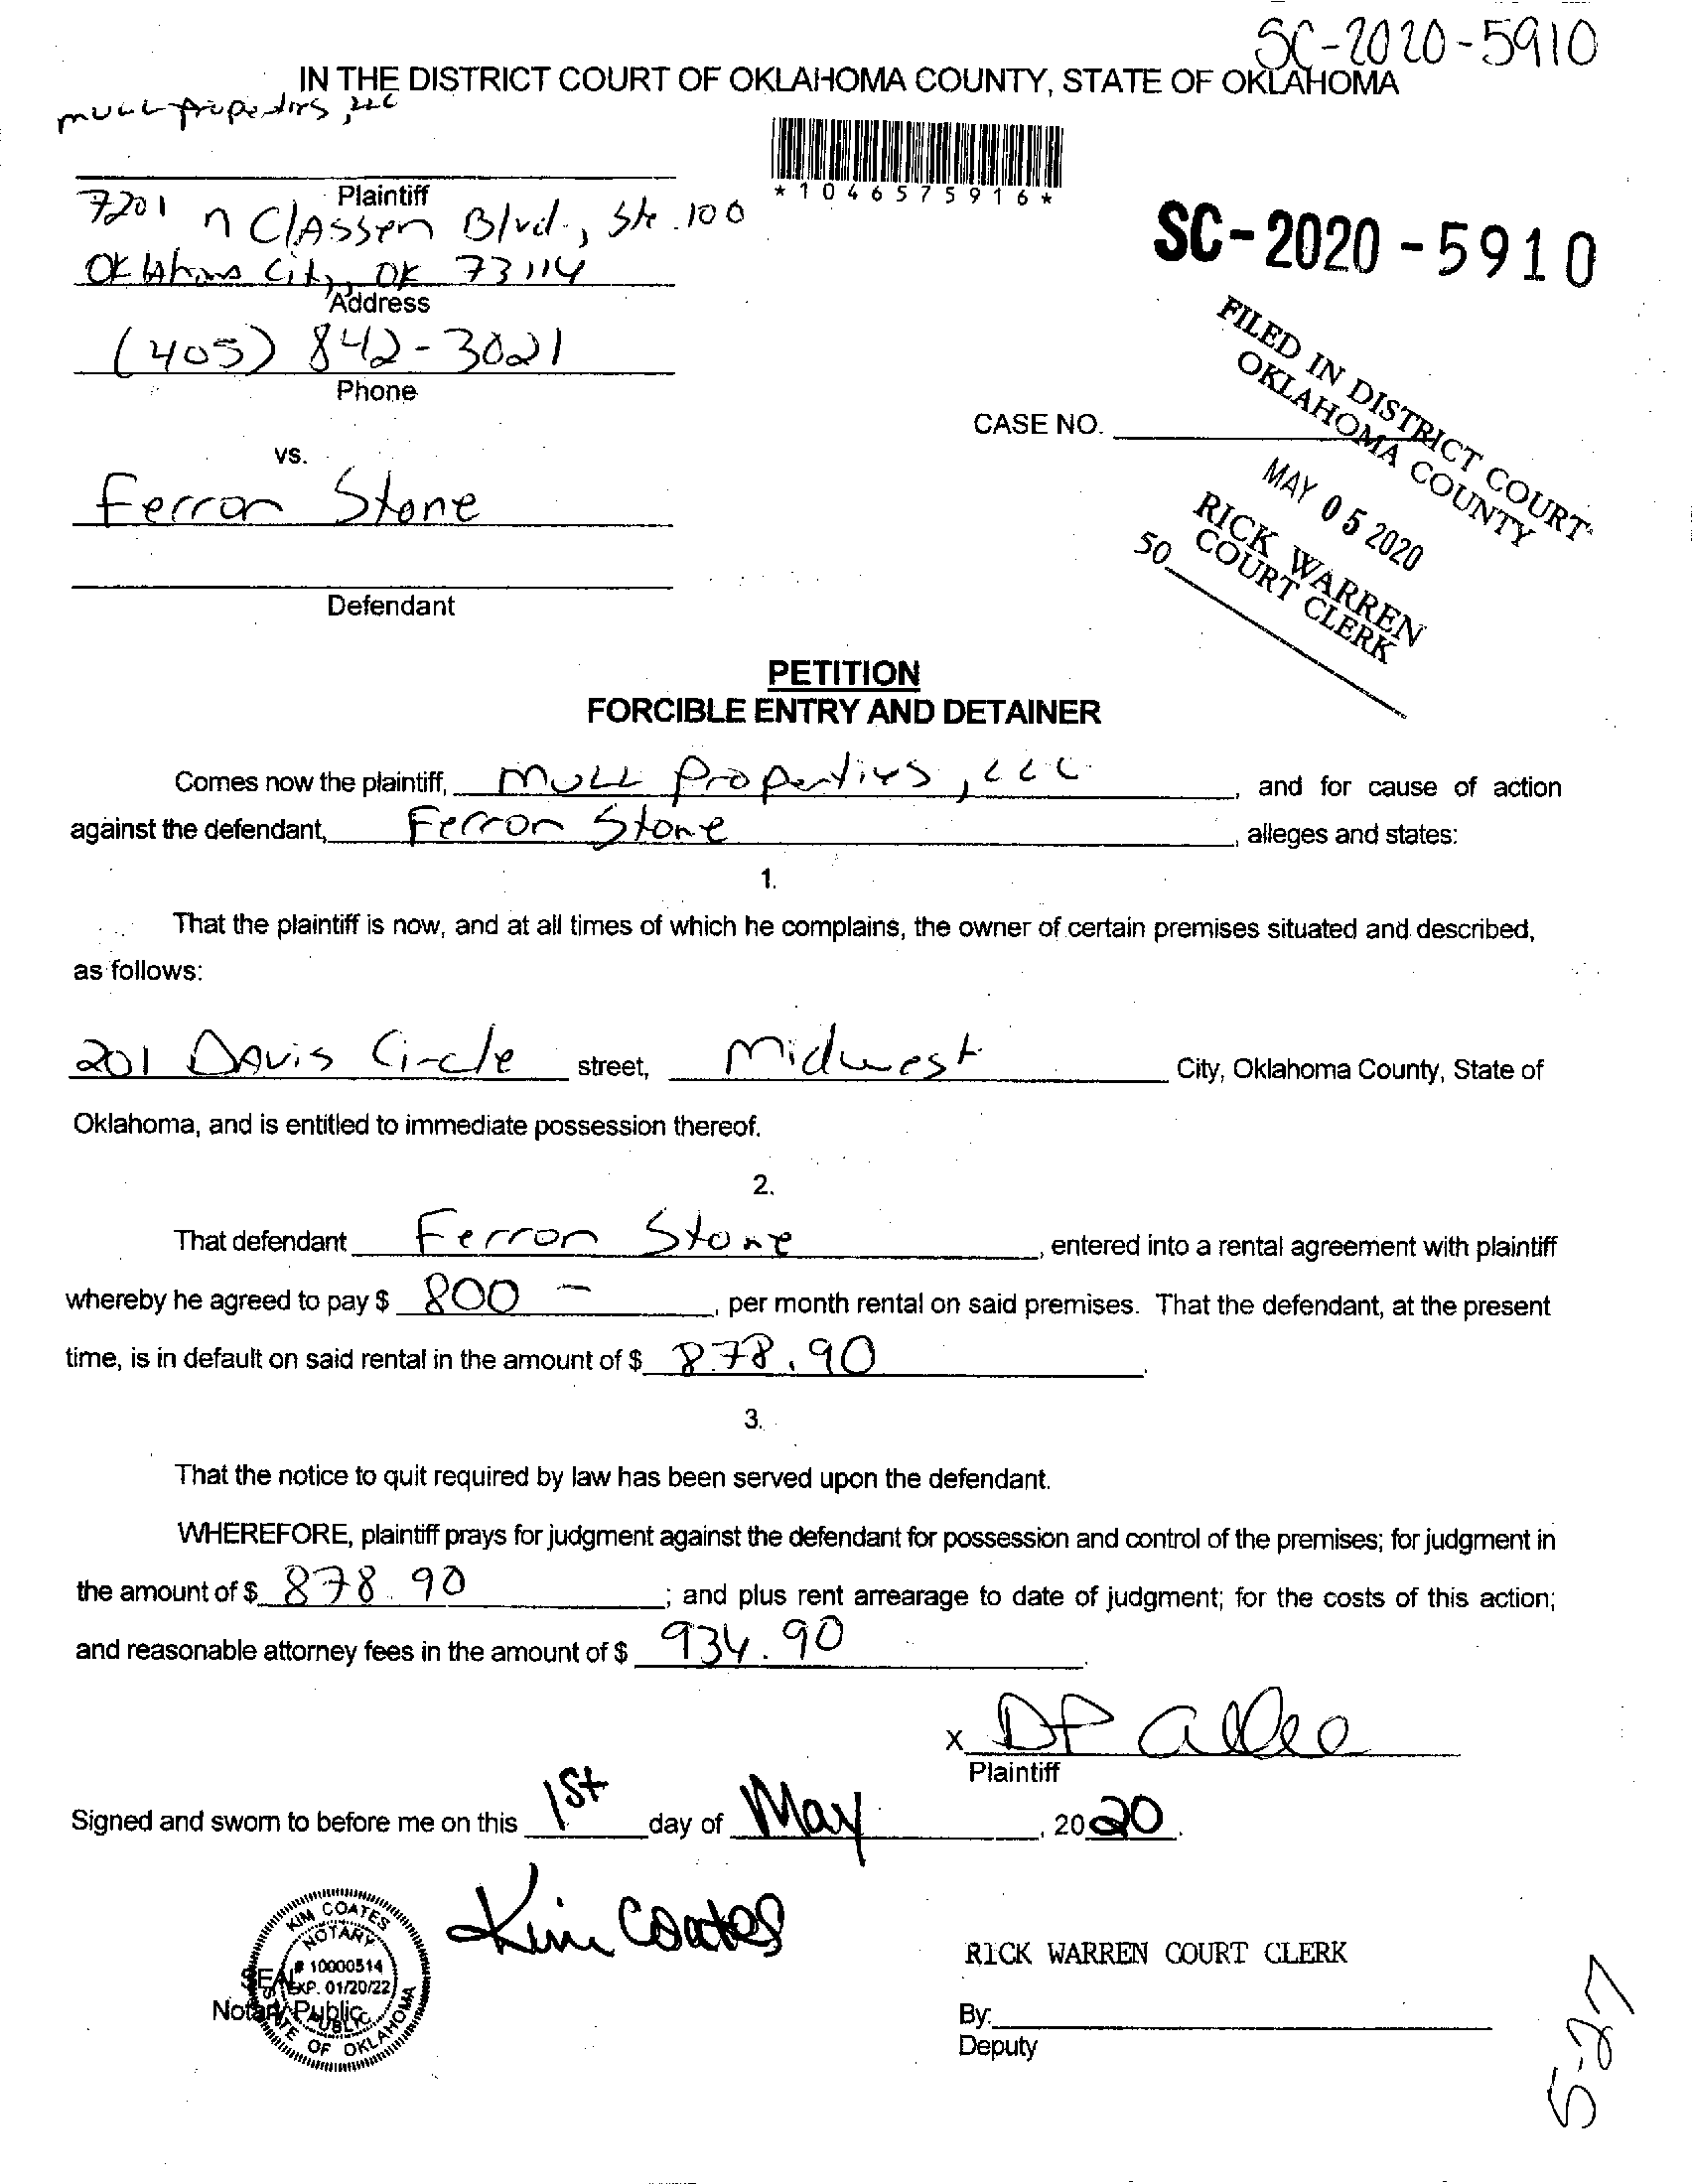 SC-2020-5910
IN THE DISTRICT COURT OF OKLAHOMA COUNTY, STATE OF OKLAHOMA
MULL Properties, LLC
*1046575916*
Plaintiff
7201 N Classen Blvd., Ste. 100
SC-2020-5910
Oklahoma City, OK 73114
Address
(405) 842-3021
Phone
FILED IN DISTRICT COURT
OKLAHOMA COUNTY
MAY 05 2020
RICK WARREN
COURT CLERK
50
CASE NO.
vs.
Ferron Stone
Defendant
PETITION
FORCIBLE ENTRY AND DETAINER
Comes now the plaintiff, MULL Properties, LLC, and for cause of action
against the defendant, Ferron Stone, alleges and states:
1.
That the plaintiff is now, and at all times of which he complains, the owner of certain premises situated and described,
as follows:
201 Davis Circle street, Midwest City, Oklahoma County, State of
Oklahoma, and is entitled to immediate possession thereof.
2.
That defendant Ferron Stone, entered into a rental agreement with plaintiff
whereby he agreed to pay $ 800 -, per month rental on said premises. That the defendant, at the present
time, is in default on said rental in the amount of $ 878.90.
3.
That the notice to quit required by law has been served upon the defendant.
WHEREFORE, plaintiff prays for judgment against the defendant for possession and control of the premises; for judgment in
the amount of $ 878.90; and plus rent arrearage to date of judgment; for the costs of this action;
and reasonable attorney fees in the amount of $ 934.90.
x DP
Plaintiff
Signed and sworn to before me on this 1st day of May, 2020.
Kim Coates
KIM COATES
NOTARY
# 10000514
EXP. 01/20/22
PUBLIC
STATE OF OKLAHOMA
SEAL
Notary Public
RICK WARREN COURT CLERK
By:
Deputy
5-27